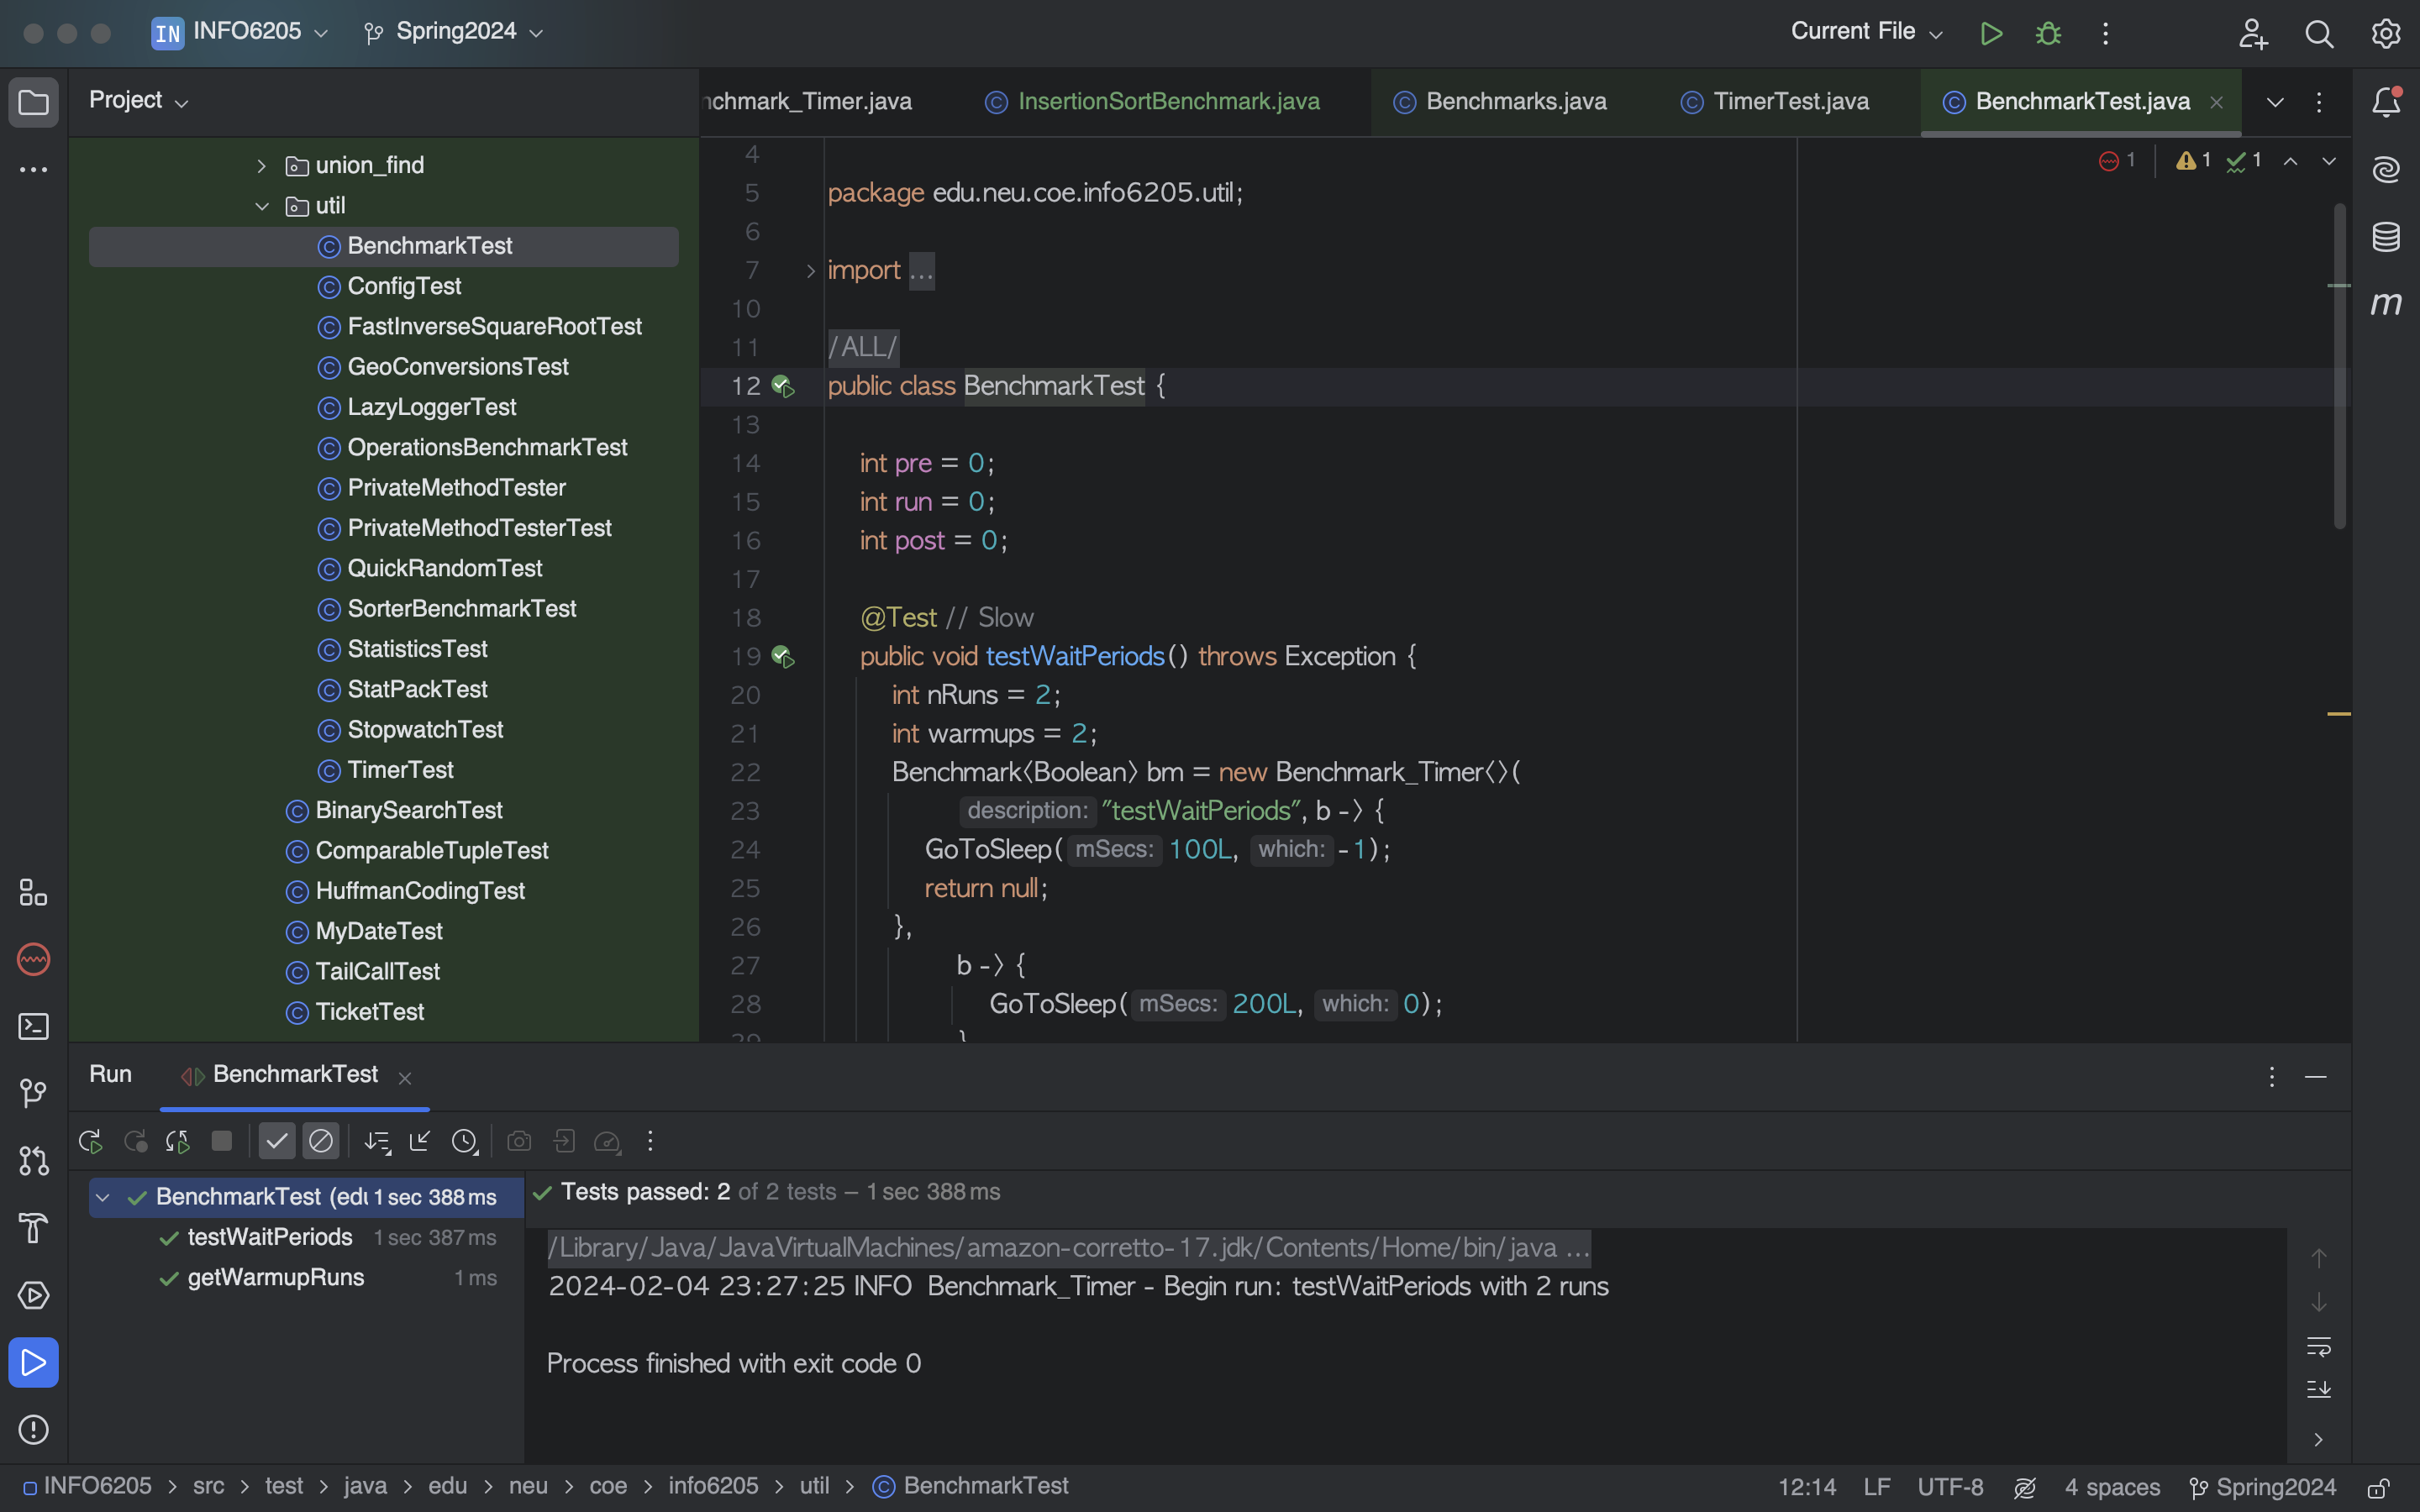 IN INFO6205 Spring2024 Current File
Project
nchmark_Timer.java InsertionSortBenchmark.java Benchmarks.java TimerTest.java BenchmarkTest.java
union_find
util
BenchmarkTest
ConfigTest
FastInverseSquareRootTest
GeoConversionsTest
LazyLoggerTest
OperationsBenchmarkTest
PrivateMethodTester
PrivateMethodTesterTest
QuickRandomTest
SorterBenchmarkTest
StatisticsTest
StatPackTest
StopwatchTest
TimerTest
BinarySearchTest
ComparableTupleTest
HuffmanCodingTest
MyDateTest
TailCallTest
TicketTest
1 1 1
4
5 package edu.neu.coe.info6205.util;
6
7 import ...
10
11 /ALL/
12 public class BenchmarkTest {
13
14 int pre = 0;
15 int run = 0;
16 int post = 0;
17
18 @Test // Slow
19 public void testWaitPeriods() throws Exception {
20 int nRuns = 2;
21 int warmups = 2;
22 Benchmark<Boolean> bm = new Benchmark_Timer<>(
23 description: "testWaitPeriods", b -> {
24 GoToSleep( mSecs: 100L, which: -1);
25 return null;
26 },
27 b -> {
28 GoToSleep( mSecs: 200L, which: 0);
29 }
m
Run BenchmarkTest
BenchmarkTest (edu 1 sec 388 ms
testWaitPeriods 1 sec 387 ms
getWarmupRuns 1 ms
Tests passed: 2 of 2 tests – 1 sec 388 ms
/Library/Java/JavaVirtualMachines/amazon-corretto-17.jdk/Contents/Home/bin/java ...
2024-02-04 23:27:25 INFO Benchmark_Timer - Begin run: testWaitPeriods with 2 runs
Process finished with exit code 0
INFO6205 > src > test > java > edu > neu > coe > info6205 > util > BenchmarkTest
12:14 LF UTF-8 4 spaces Spring2024